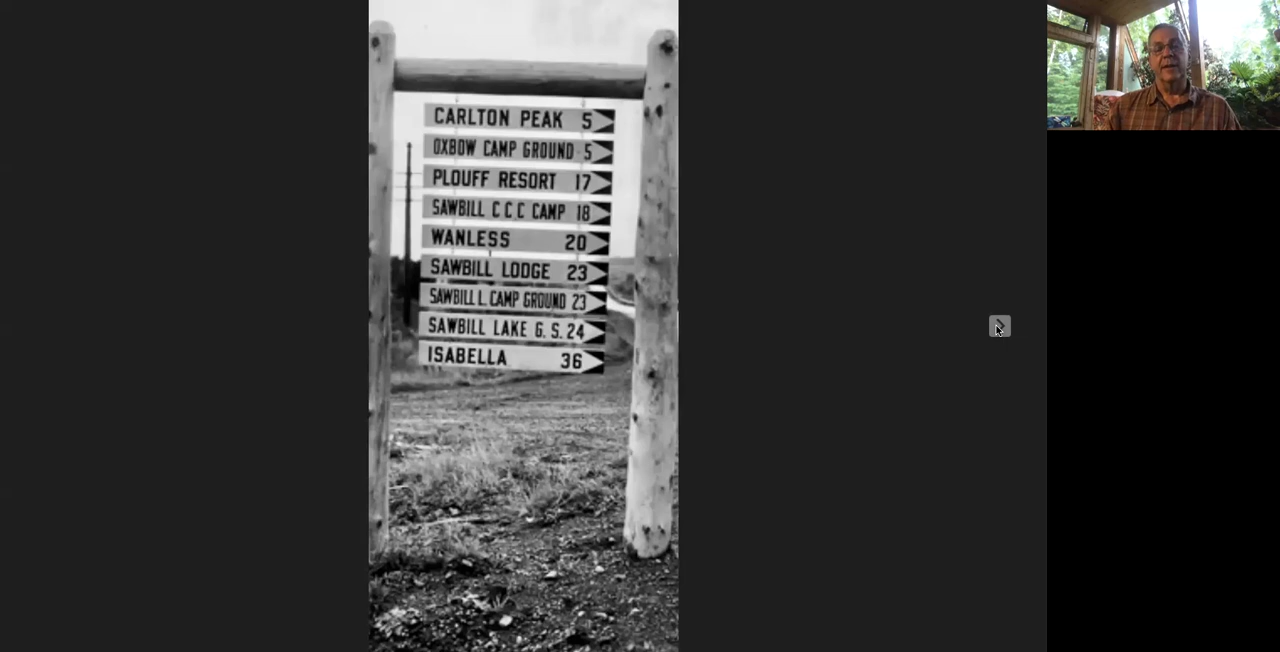 CARLTON PEAK 5
OXBOW CAMP GROUND 5
PLOUFF RESORT 17
SAWBILL C C C CAMP 18
WANLESS 20
SAWBILL LODGE 23
SAWBILL L. CAMP GROUND 23
SAWBILL LAKE G. S. 24
ISABELLA 36